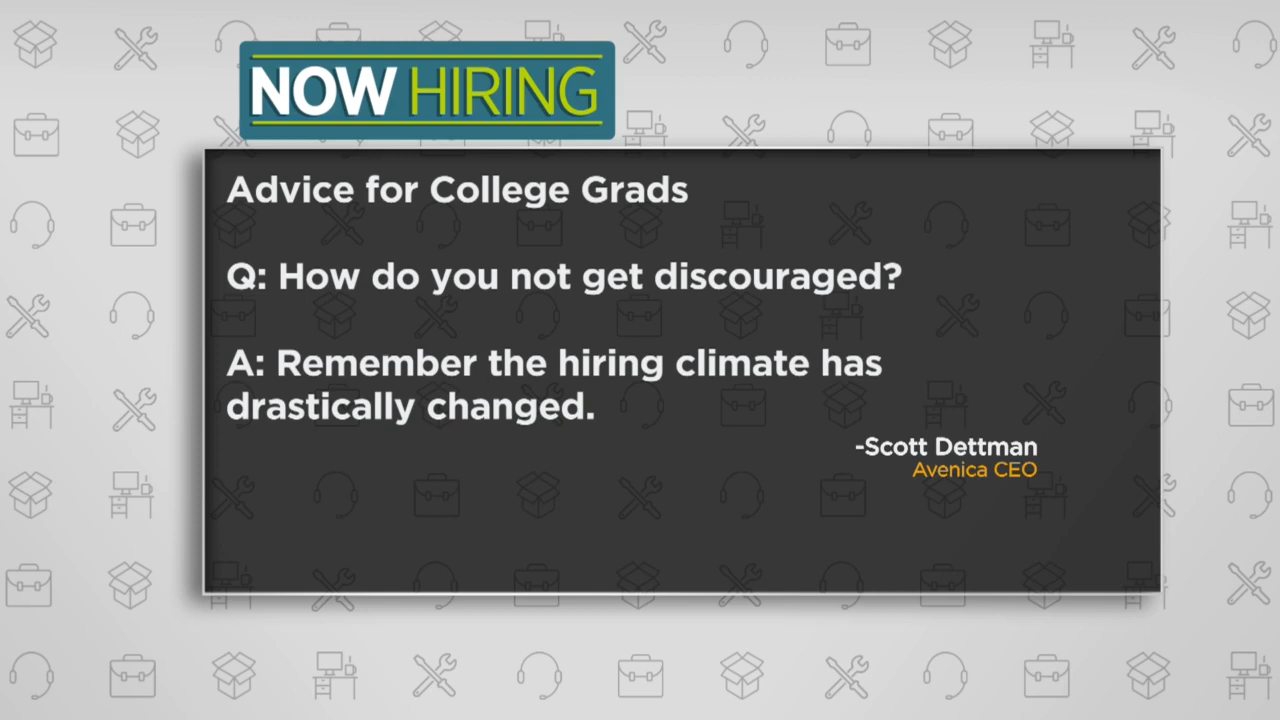 NOW HIRING
Advice for College Grads
Q: How do you not get discouraged?
A: Remember the hiring climate has
drastically changed.
-Scott Dettman
Avenica CEO